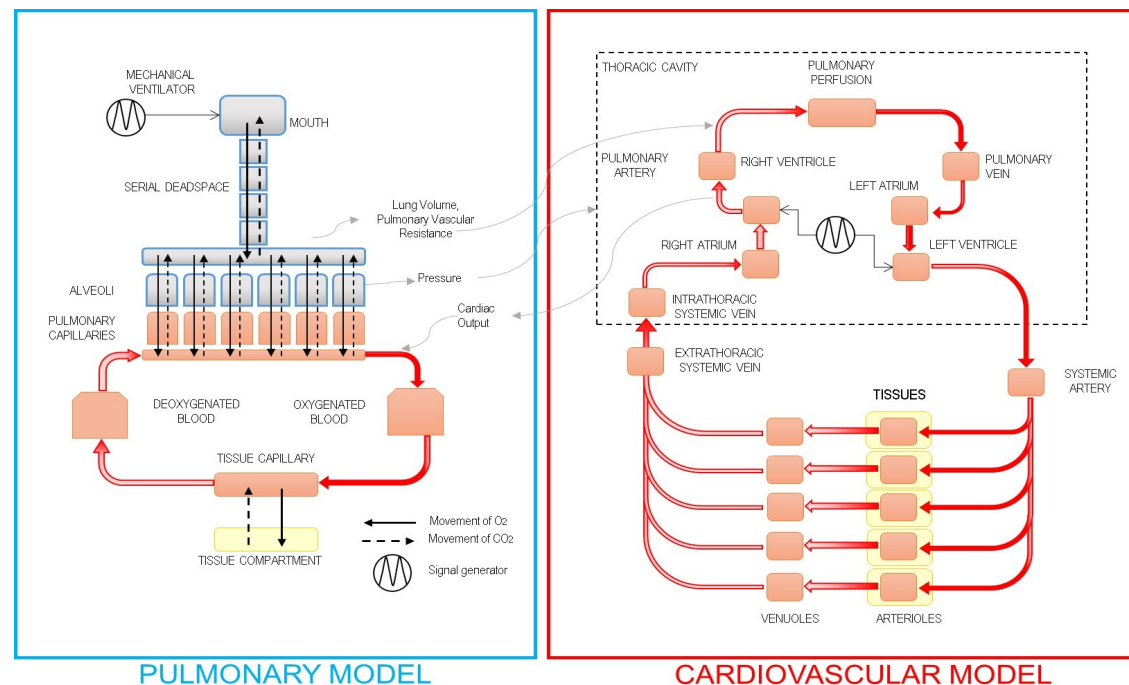 MECHANICAL
VENTILATOR
MOUTH
SERIAL DEADSPACE
Lung Volume,
Pulmonary Vascular
Resistance
Pressure
ALVEOLI
Cardiac
Output
PULMONARY
CAPILLARIES
DEOXYGENATED
BLOOD
OXYGENATED
BLOOD
TISSUE CAPILLARY
TISSUE COMPARTMENT
Movement of O2
Movement of CO2
Signal generator
PULMONARY MODEL
THORACIC CAVITY
PULMONARY
PERFUSION
PULMONARY
ARTERY
RIGHT VENTRICLE
PULMONARY
VEIN
LEFT ATRIUM
RIGHT ATRIUM
LEFT VENTRICLE
INTRATHORACIC
SYSTEMIC VEIN
EXTRATHORACIC
SYSTEMIC VEIN
SYSTEMIC
ARTERY
TISSUES
VENUOLES
ARTERIOLES
CARDIOVASCULAR MODEL